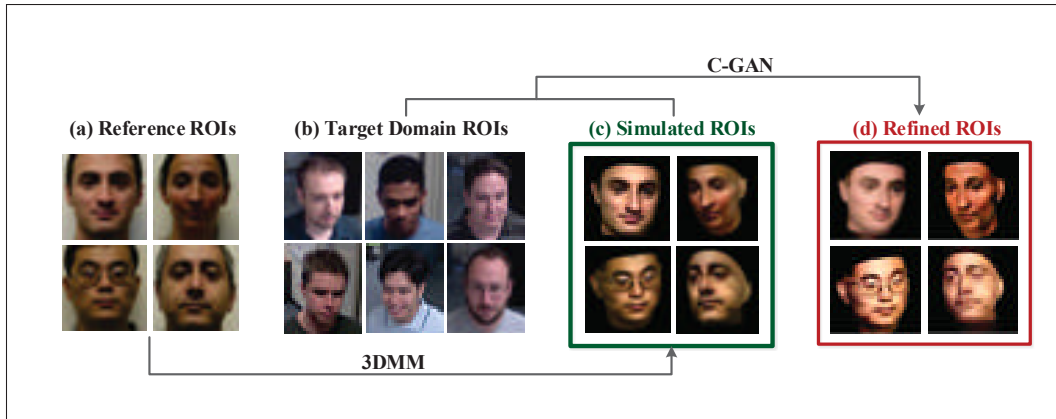 C-GAN
(a) Reference ROIs
(b) Target Domain ROIs
(c) Simulated ROIs
(d) Refined ROIs
3DMM